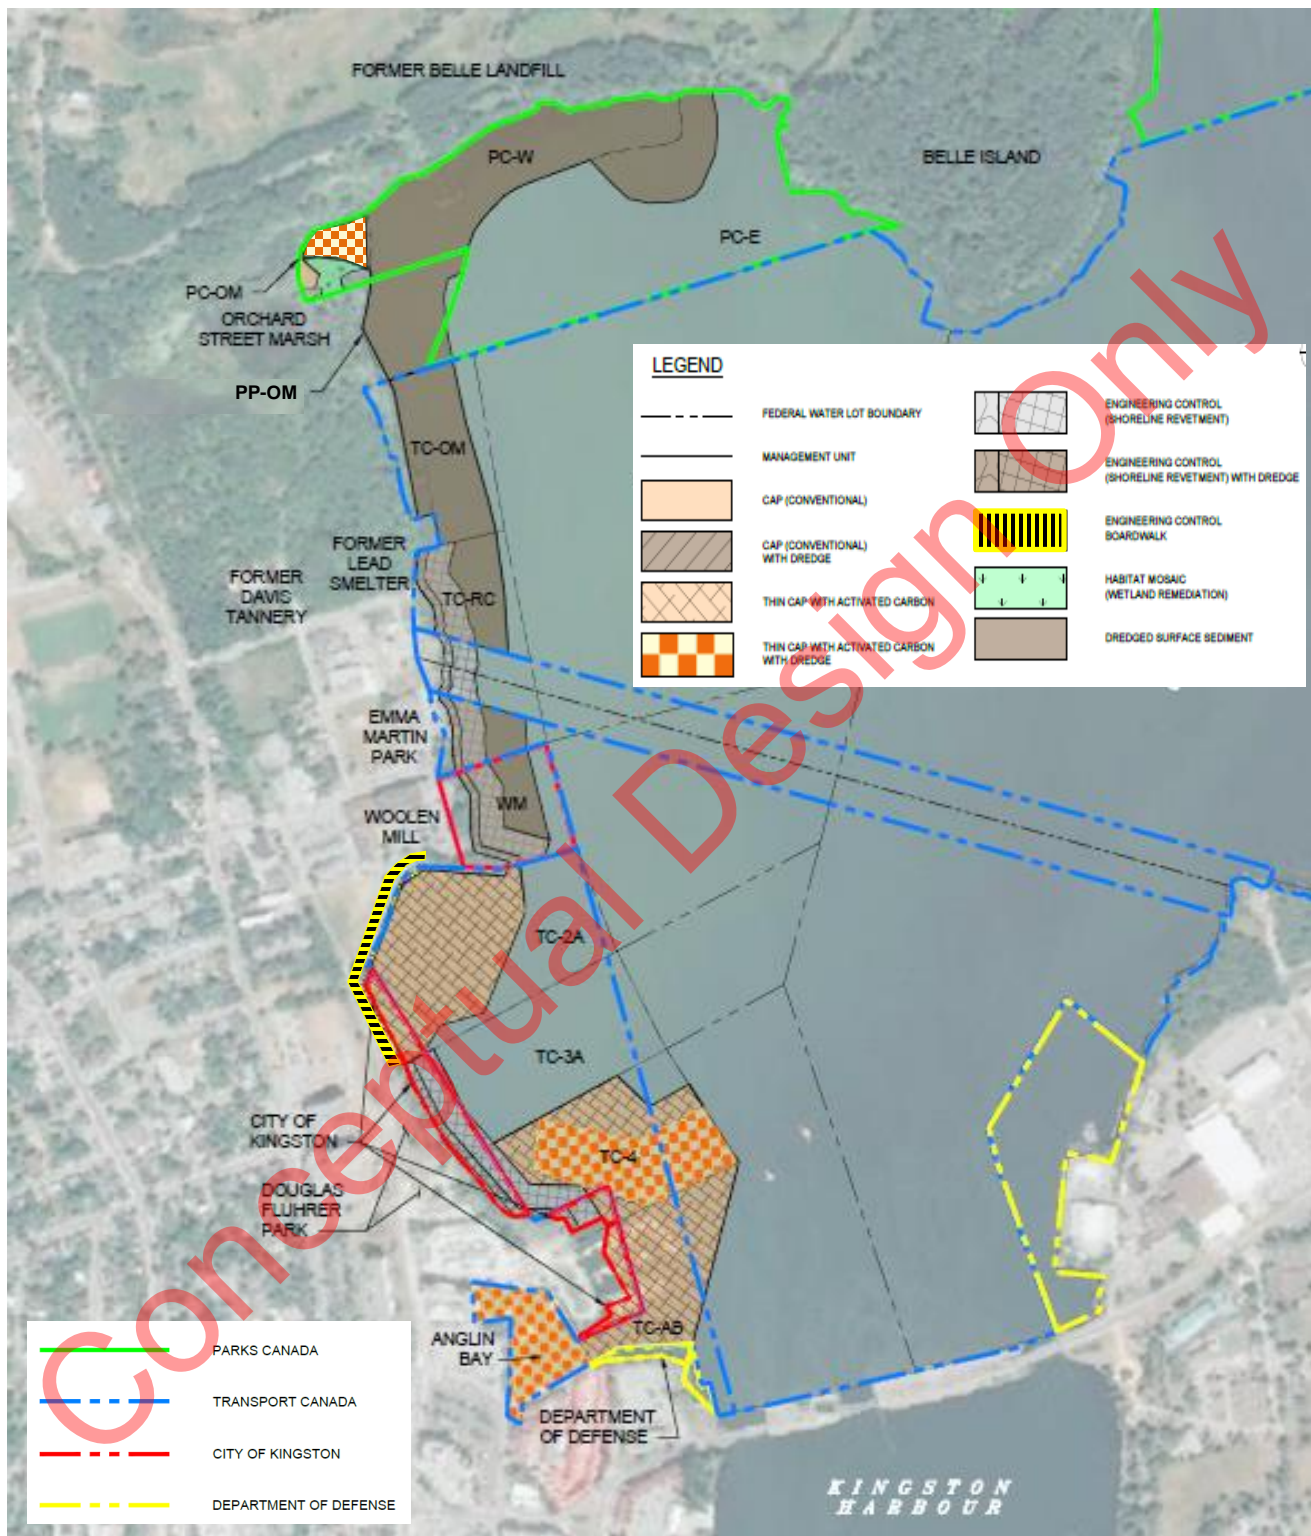 FORMER BELLE LANDFILL
PC-W
BELLE ISLAND
PC-E
PC-OM
ORCHARD
STREET MARSH
PP-OM
LEGEND
FEDERAL WATER LOT BOUNDARY
MANAGEMENT UNIT
CAP (CONVENTIONAL)
CAP (CONVENTIONAL)
WITH DREDGE
THIN CAP WITH ACTIVATED CARBON
THIN CAP WITH ACTIVATED CARBON
WITH DREDGE
ENGINEERING CONTROL
(SHORELINE REVETMENT)
ENGINEERING CONTROL
(SHORELINE REVETMENT) WITH DREDGE
ENGINEERING CONTROL
BOARDWALK
HABITAT MOSAIC
(WETLAND REMEDIATION)
DREDGED SURFACE SEDIMENT
TC-OM
FORMER
LEAD
SMELTER
FORMER
DAVIS
TANNERY
TC-RC
EMMA
MARTIN
PARK
WM
WOOLEN
MILL
TC-2A
TC-3A
CITY OF
KINGSTON
TC-4
DOUGLAS
FLUHRER
PARK
TC-AB
ANGLIN
BAY
DEPARTMENT
OF DEFENSE
KINGSTON
HARBOUR
PARKS CANADA
TRANSPORT CANADA
CITY OF KINGSTON
DEPARTMENT OF DEFENSE
Conceptual Design Only